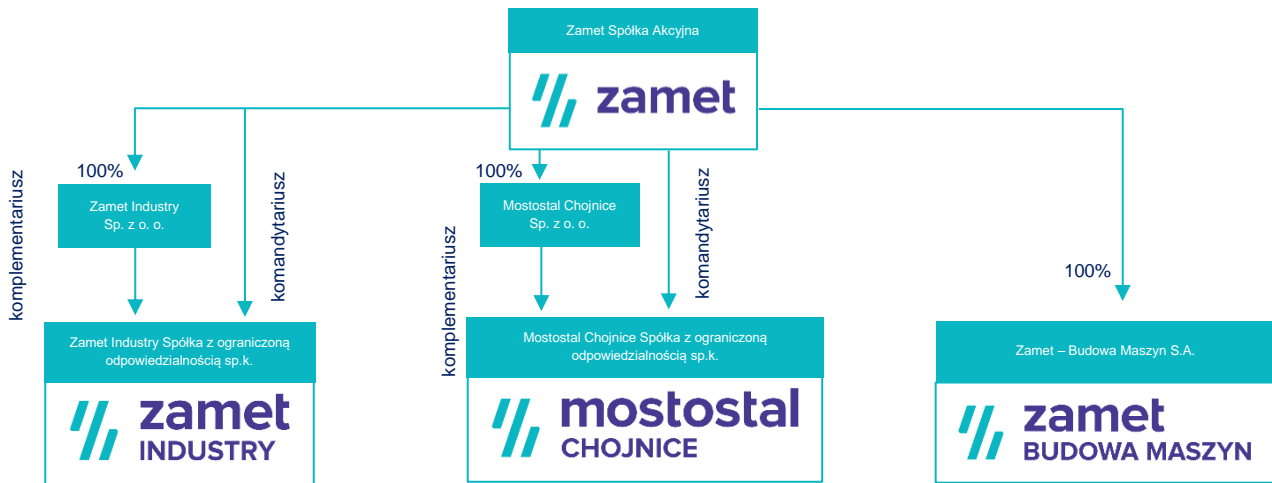 Zamet Spółka Akcyjna
zamet
komplementariusz
100%
Zamet Industry
Sp. z o. o.
komandytariusz
Zamet Industry Spółka z ograniczoną
odpowiedzialnością sp.k.
zamet
INDUSTRY
komplementariusz
100%
Mostostal Chojnice
Sp. z o. o.
komandytariusz
Mostostal Chojnice Spółka z ograniczoną
odpowiedzialnością sp.k.
mostostal
CHOJNICE
100%
Zamet – Budowa Maszyn S.A.
zamet
BUDOWA MASZYN